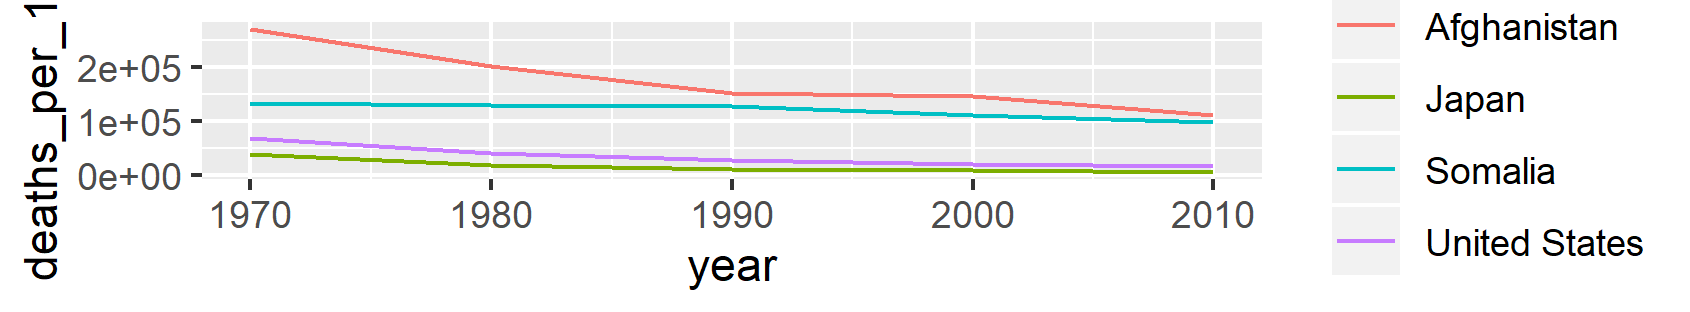 deaths_per_1
2e+05
1e+05
0e+00
1970 1980 1990 2000 2010
year
Afghanistan
Japan
Somalia
United States